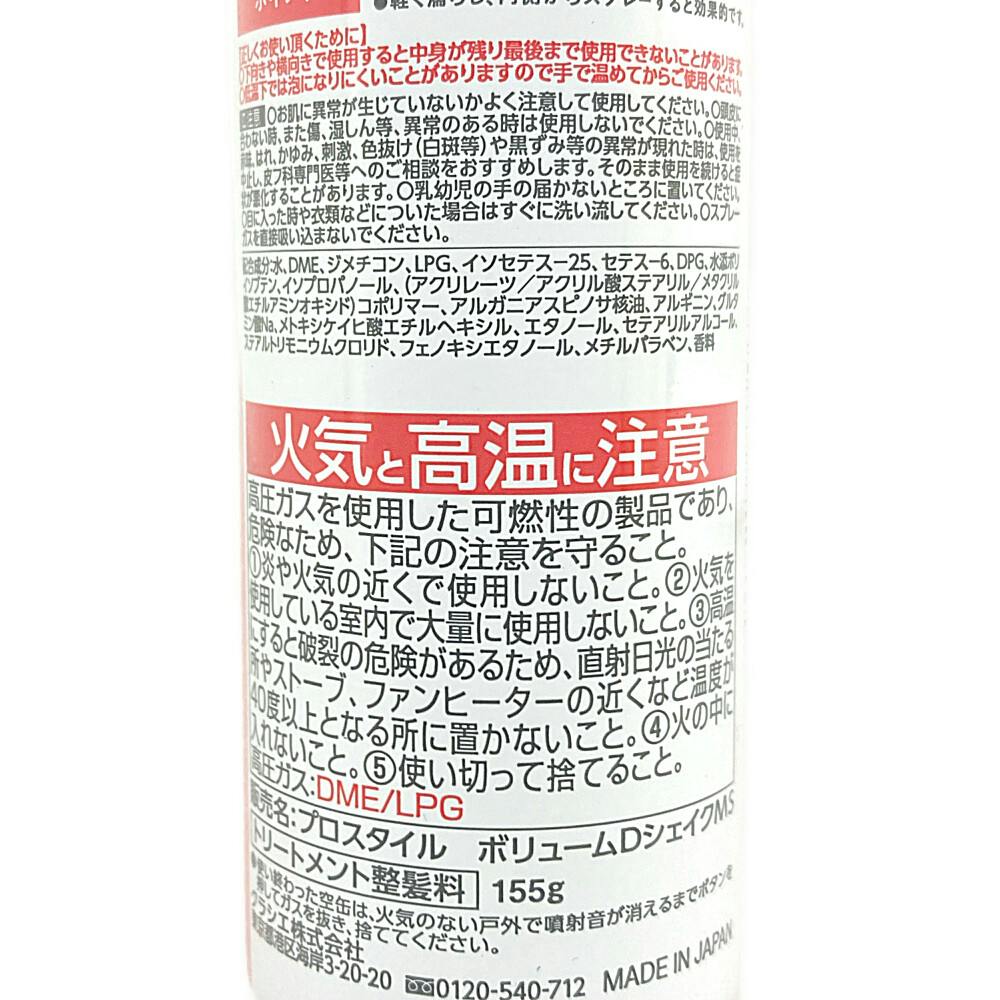 ●軽く濡らし、内側からスプレーすると効果的です。
【正しくお使い頂くために】
○下向きや横向きで使用すると中身が残り最後まで使用できないことがあります。
○低温下では泡になりにくいことがありますので手で温めてからご使用ください。
ご注意 ○お肌に異常が生じていないかよく注意して使用してください。○頭皮に
合わない時、また傷、湿しん等、異常のある時は使用しないでください。○使用中、
赤味、はれ、かゆみ、刺激、色抜け(白斑等)や黒ずみ等の異常が現れた時は、使用を
中止し、皮フ科専門医等へのご相談をおすすめします。そのまま使用を続けると症
状が悪化することがあります。○乳幼児の手の届かないところに置いてください。
○目に入った時や衣類などについた場合はすぐに洗い流してください。○スプレー
ガスを直接吸い込まないでください。
配合成分:水、DME、ジメチコン、LPG、イソセテス-25、セテス-6、DPG、水添ポリ
イソブテン、イソプロパノール、(アクリレーツ/アクリル酸ステアリル/メタクリル
酸エチルアミンオキシド)コポリマー、アルガニアスピノサ核油、アルギニン、グルタ
ミン酸Na、メトキシケイヒ酸エチルヘキシル、エタノール、セテアリルアルコール、
ステアルトリモニウムクロリド、フェノキシエタノール、メチルパラベン、香料
火気と高温に注意
高圧ガスを使用した可燃性の製品であり、
危険なため、下記の注意を守ること。
①炎や火気の近くで使用しないこと。②火気を
使用している室内で大量に使用しないこと。③高温
にすると破裂の危険があるため、直射日光の当たる
所やストーブ、ファンヒーターの近くなど温度が
40度以上となる所に置かないこと。④火の中に
入れないこと。⑤使い切って捨てること。
高圧ガス:DME/LPG
販売名:プロスタイル ボリュームDシェイクMS
トリートメント整髪料 155g
●使い終わった空缶は、火気のない戸外で噴射音が消えるまでボタンを
押してガスを抜き、捨ててください。
クラシエ株式会社
東京都港区海岸3-20-20 0120-540-712 MADE IN JAPAN